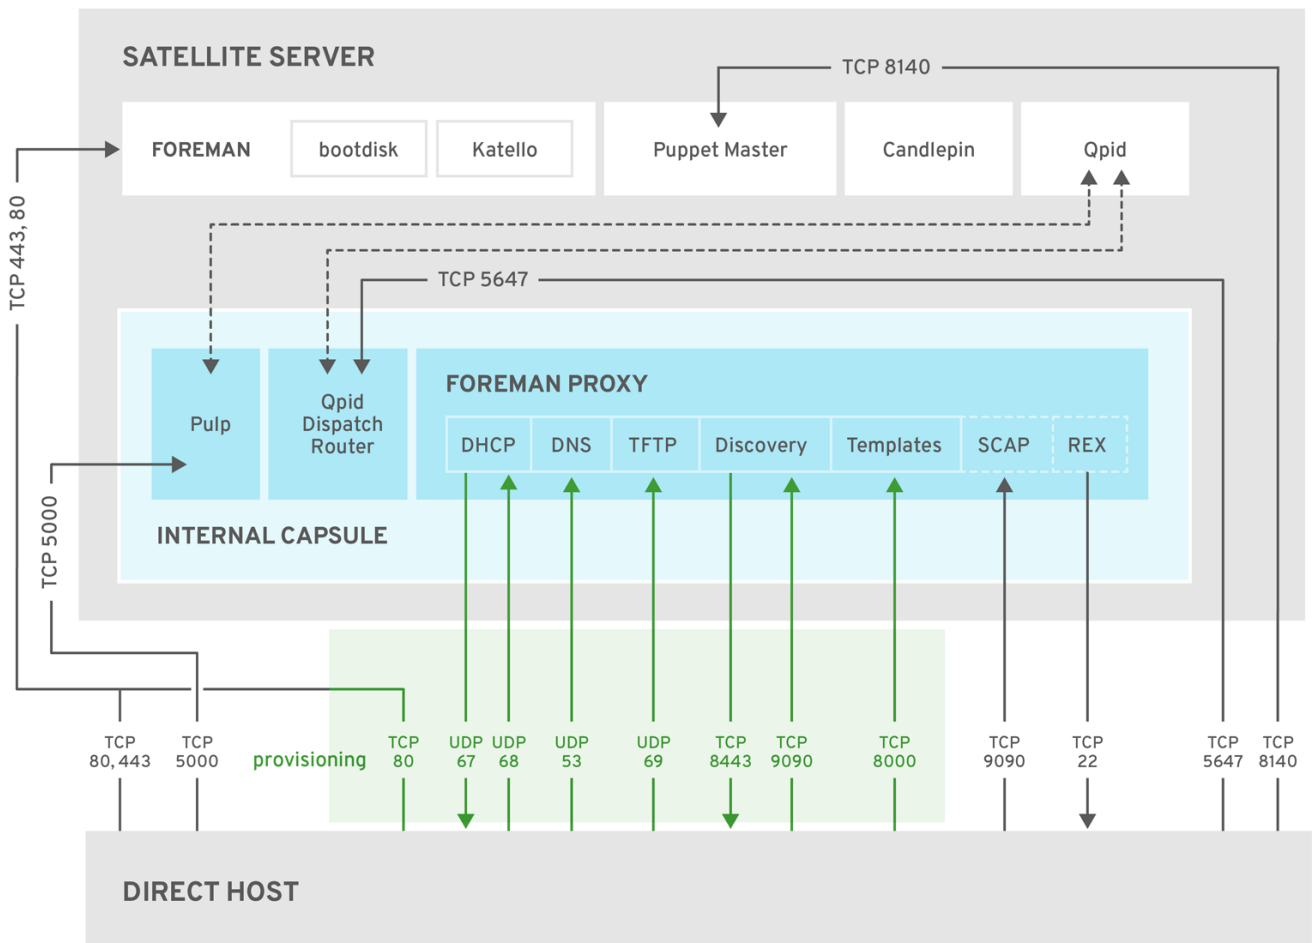 SATELLITE SERVER
TCP 8140
FOREMAN
bootdisk
Katello
Puppet Master
Candlepin
Qpid
TCP 443, 80
TCP 5647
FOREMAN PROXY
Pulp
Qpid
Dispatch
Router
DHCP
DNS
TFTP
Discovery
Templates
SCAP
REX
INTERNAL CAPSULE
TCP 5000
TCP
80, 443
TCP
5000
provisioning
TCP
80
UDP
67
UDP
68
UDP
53
UDP
69
TCP
8443
TCP
9090
TCP
8000
TCP
9090
TCP
22
TCP
5647
TCP
8140
DIRECT HOST